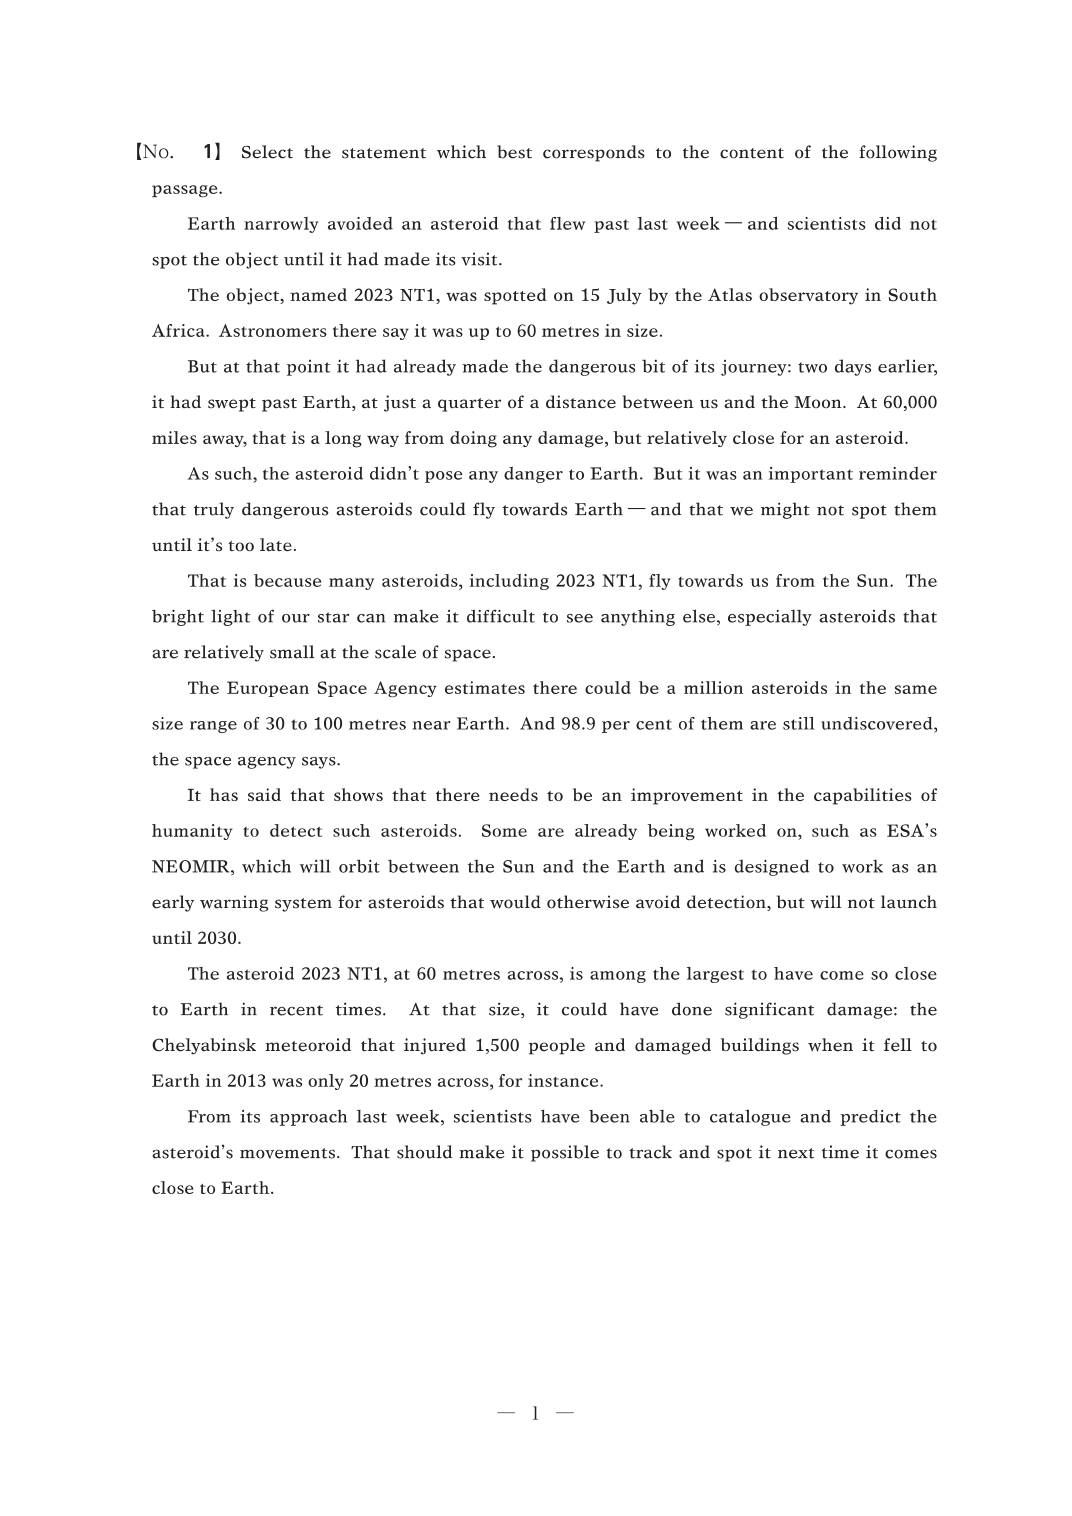 【No. 1】 Select the statement which best corresponds to the content of the following
passage.
Earth narrowly avoided an asteroid that flew past last week — and scientists did not
spot the object until it had made its visit.
The object, named 2023 NT1, was spotted on 15 July by the Atlas observatory in South
Africa. Astronomers there say it was up to 60 metres in size.
But at that point it had already made the dangerous bit of its journey: two days earlier,
it had swept past Earth, at just a quarter of a distance between us and the Moon. At 60,000
miles away, that is a long way from doing any damage, but relatively close for an asteroid.
As such, the asteroid didn't pose any danger to Earth. But it was an important reminder
that truly dangerous asteroids could fly towards Earth — and that we might not spot them
until it's too late.
That is because many asteroids, including 2023 NT1, fly towards us from the Sun. The
bright light of our star can make it difficult to see anything else, especially asteroids that
are relatively small at the scale of space.
The European Space Agency estimates there could be a million asteroids in the same
size range of 30 to 100 metres near Earth. And 98.9 per cent of them are still undiscovered,
the space agency says.
It has said that shows that there needs to be an improvement in the capabilities of
humanity to detect such asteroids. Some are already being worked on, such as ESA's
NEOMIR, which will orbit between the Sun and the Earth and is designed to work as an
early warning system for asteroids that would otherwise avoid detection, but will not launch
until 2030.
The asteroid 2023 NT1, at 60 metres across, is among the largest to have come so close
to Earth in recent times. At that size, it could have done significant damage: the
Chelyabinsk meteoroid that injured 1,500 people and damaged buildings when it fell to
Earth in 2013 was only 20 metres across, for instance.
From its approach last week, scientists have been able to catalogue and predict the
asteroid's movements. That should make it possible to track and spot it next time it comes
close to Earth.
— 1 —